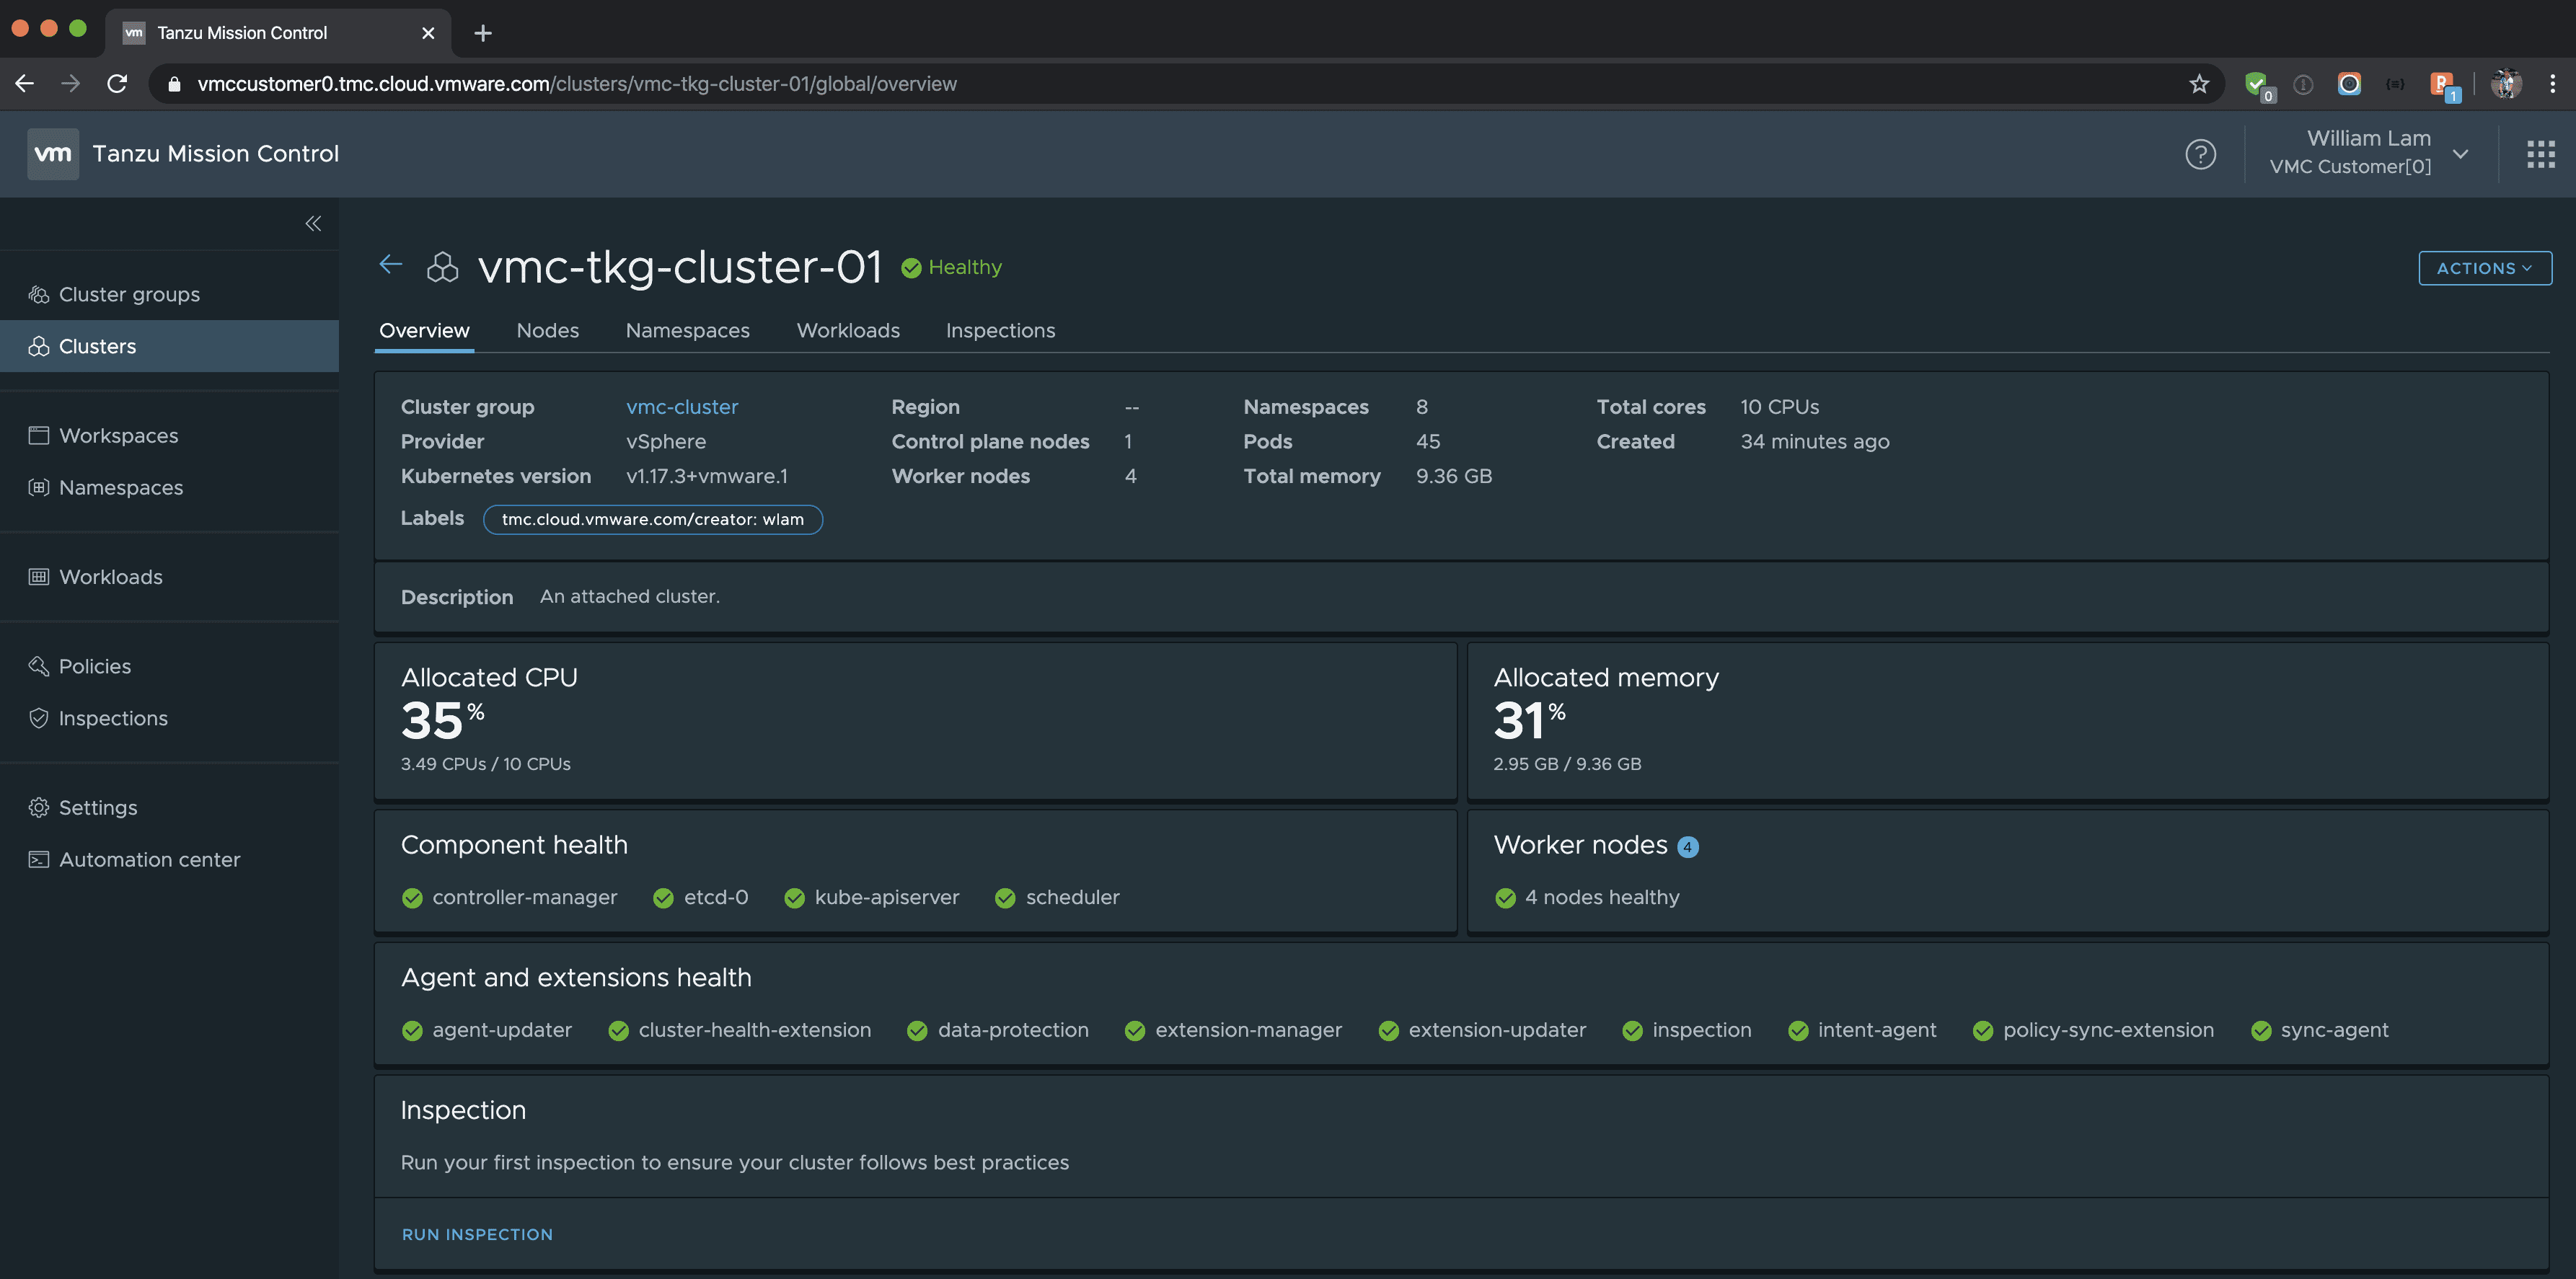 vm Tanzu Mission Control
vmccustomer0.tmc.cloud.vmware.com/clusters/vmc-tkg-cluster-01/global/overview
0
R 1
vm Tanzu Mission Control
?
William Lam
VMC Customer[0]
Cluster groups
Clusters
Workspaces
Namespaces
Workloads
Policies
Inspections
Settings
Automation center
vmc-tkg-cluster-01 Healthy
ACTIONS
Overview Nodes Namespaces Workloads Inspections
Cluster group vmc-cluster Region -- Namespaces 8 Total cores 10 CPUs
Provider vSphere Control plane nodes 1 Pods 45 Created 34 minutes ago
Kubernetes version v1.17.3+vmware.1 Worker nodes 4 Total memory 9.36 GB
Labels tmc.cloud.vmware.com/creator: wlam
Description An attached cluster.
Allocated CPU
35%
3.49 CPUs / 10 CPUs
Allocated memory
31%
2.95 GB / 9.36 GB
Component health
controller-manager etcd-0 kube-apiserver scheduler
Worker nodes 4
4 nodes healthy
Agent and extensions health
agent-updater cluster-health-extension data-protection extension-manager extension-updater inspection intent-agent policy-sync-extension sync-agent
Inspection
Run your first inspection to ensure your cluster follows best practices
RUN INSPECTION